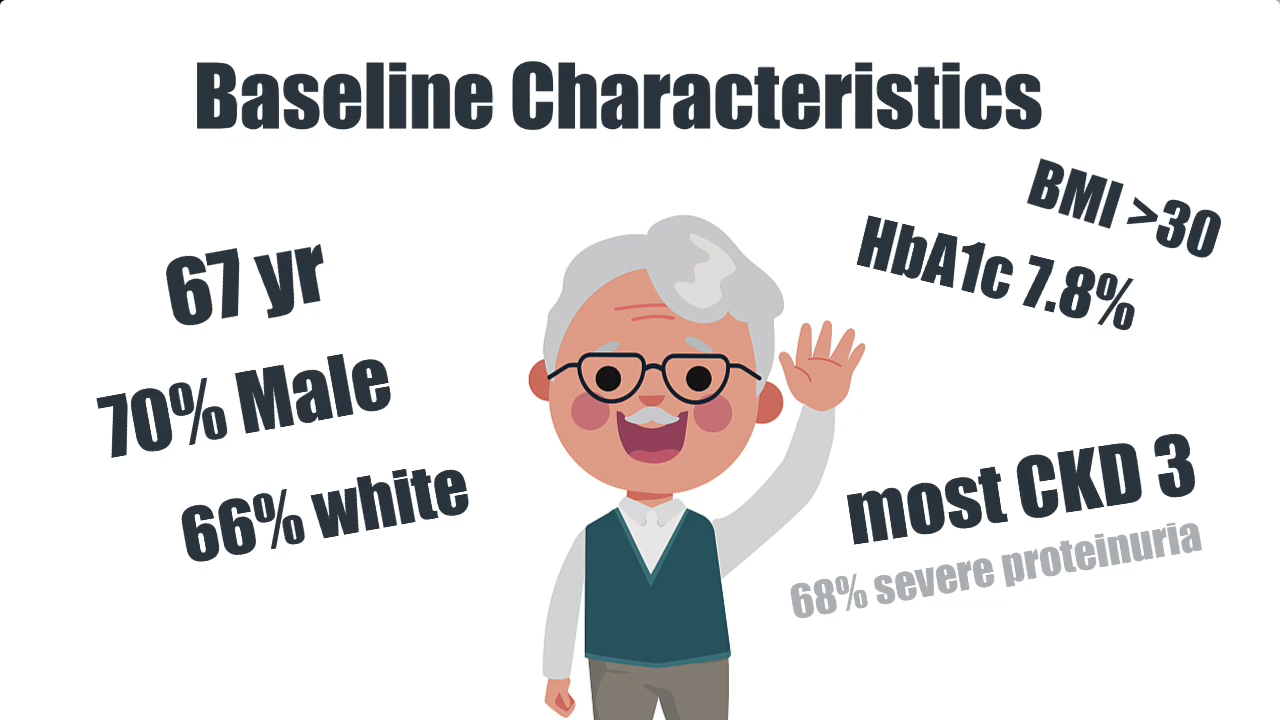 Baseline Characteristics
67 yr
70% Male
66% white
BMI >30
HbA1c 7.8%
most CKD 3
68% severe proteinuria